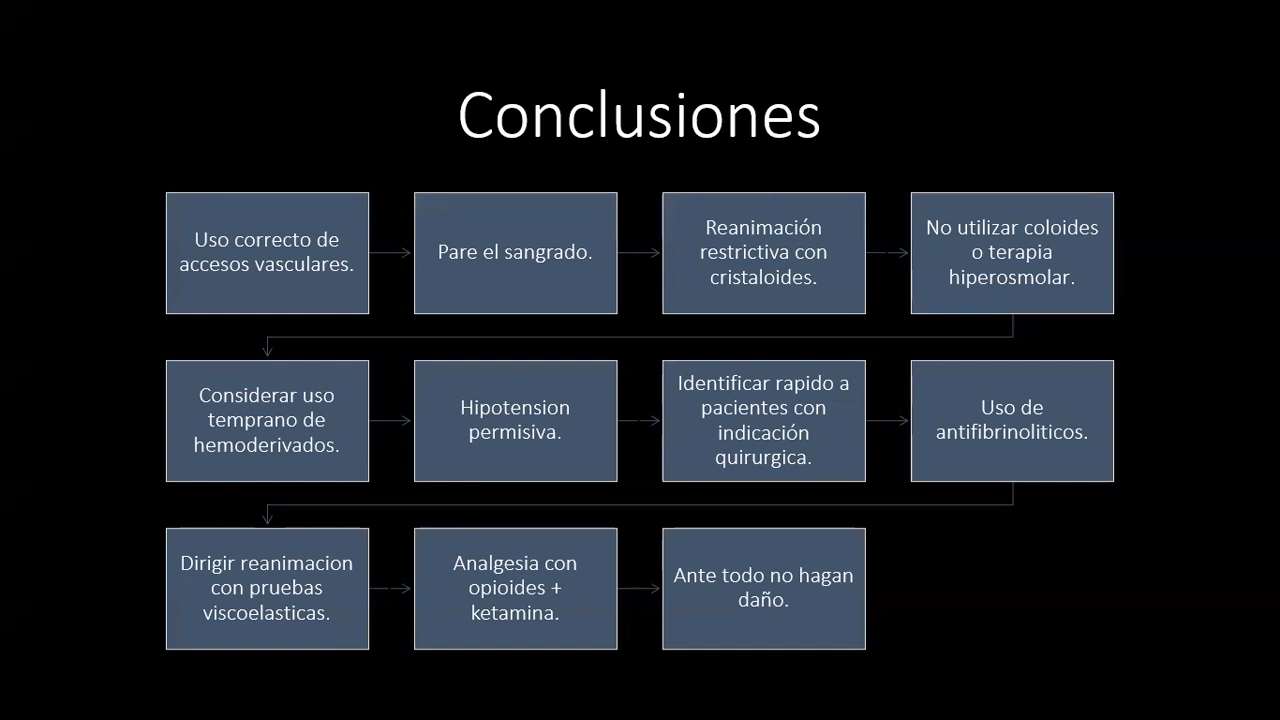 Conclusiones
Uso correcto de
accesos vasculares.
Pare el sangrado.
Reanimación
restrictiva con
cristaloides.
No utilizar coloides
o terapia
hiperosmolar.
Considerar uso
temprano de
hemoderivados.
Hipotension
permisiva.
Identificar rapido a
pacientes con
indicación
quirurgica.
Uso de
antifibrinoliticos.
Dirigir reanimacion
con pruebas
viscoelasticas.
Analgesia con
opioides +
ketamina.
Ante todo no hagan
daño.